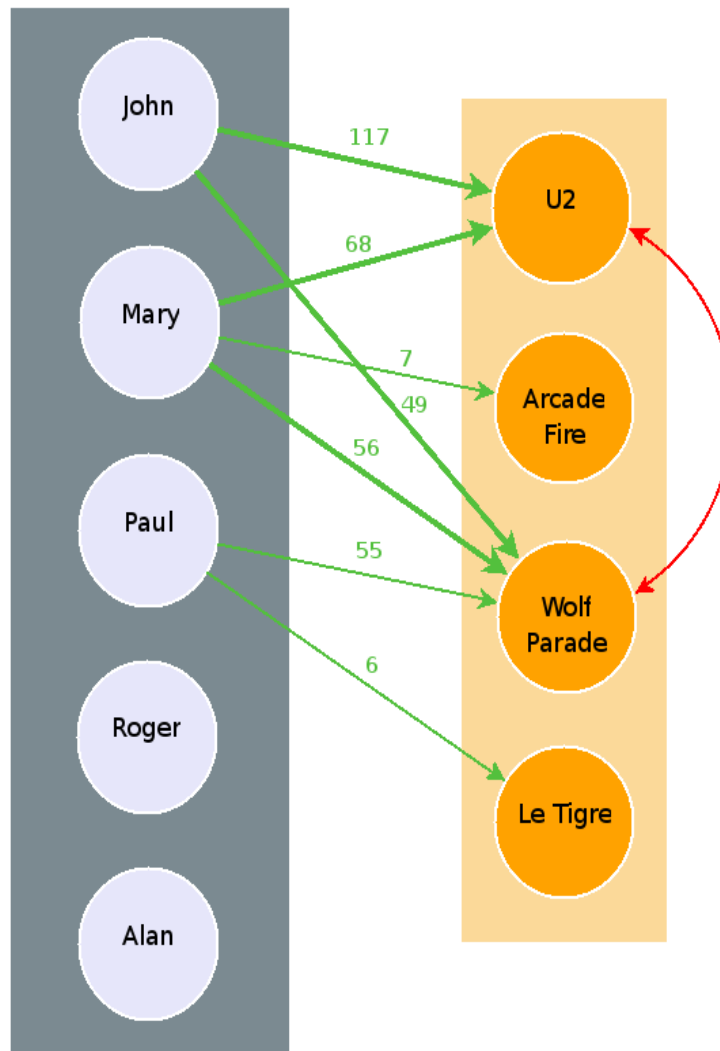 John
117
U2
68
Mary
7
Arcade
Fire
49
56
Paul
55
Wolf
Parade
6
Roger
Le Tigre
Alan